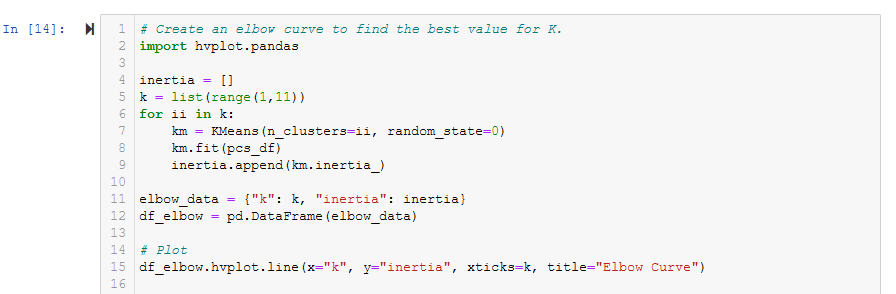 In [14]:
1 # Create an elbow curve to find the best value for K.
2 import hvplot.pandas
3
4 inertia = []
5 k = list(range(1,11))
6 for ii in k:
7     km = KMeans(n_clusters=ii, random_state=0)
8     km.fit(pcs_df)
9     inertia.append(km.inertia_)
10
11 elbow_data = {"k": k, "inertia": inertia}
12 df_elbow = pd.DataFrame(elbow_data)
13
14 # Plot
15 df_elbow.hvplot.line(x="k", y="inertia", xticks=k, title="Elbow Curve")
16